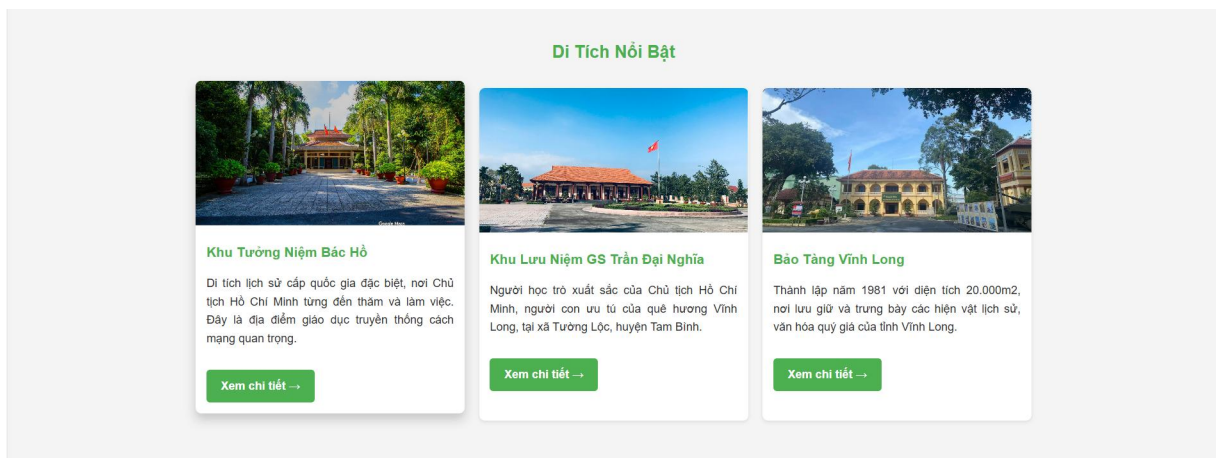 Di Tích Nổi Bật
Khu Tưởng Niệm Bác Hồ
Di tích lịch sử cấp quốc gia đặc biệt, nơi Chủ
tịch Hồ Chí Minh từng đến thăm và làm việc.
Đây là địa điểm giáo dục truyền thống cách
mạng quan trọng.
Xem chi tiết →
Khu Lưu Niệm GS Trần Đại Nghĩa
Người học trò xuất sắc của Chủ tịch Hồ Chí
Minh, người con ưu tú của quê hương Vĩnh
Long, tại xã Tường Lộc, huyện Tam Bình.
Xem chi tiết →
Bảo Tàng Vĩnh Long
Thành lập năm 1981 với diện tích 20.000m2,
nơi lưu giữ và trưng bày các hiện vật lịch sử,
văn hóa quý giá của tỉnh Vĩnh Long.
Xem chi tiết →